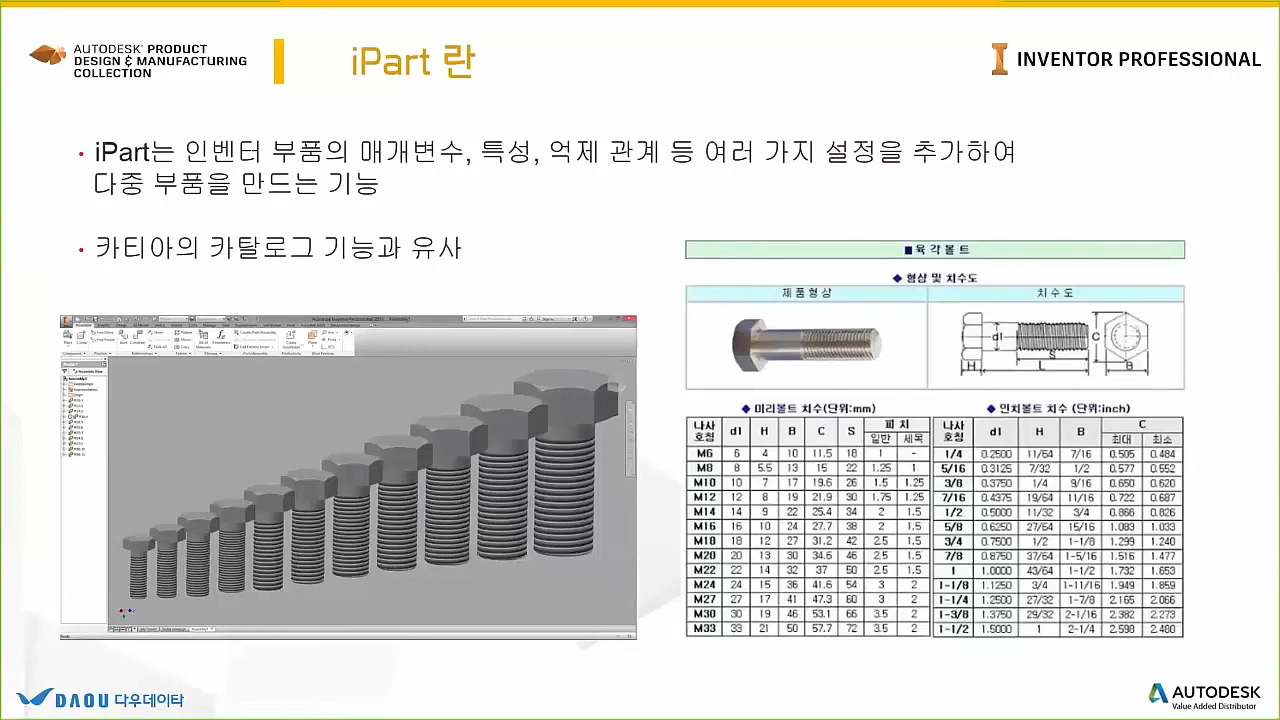 AUTODESK® PRODUCT
DESIGN & MANUFACTURING
COLLECTION
iPart 란
INVENTOR PROFESSIONAL
• iPart는 인벤터 부품의 매개변수, 특성, 억제 관계 등 여러 가지 설정을 추가하여
다중 부품을 만드는 기능
• 카티아의 카탈로그 기능과 유사
■육 각 볼 트
◆ 형상 및 치수도
제 품 형 상 치 수 도
d1 S H L C B
◆ 미리볼트 치수(단위:mm)
나사 호칭 d1 H B C S 피 치 일반 세목
M6 6 4 10 11.5 18 1 -
M8 8 5.5 13 15 22 1.25 1
M10 10 7 17 19.6 26 1.5 1.25
M12 12 8 19 21.9 30 1.75 1.25
M14 14 9 22 25.4 34 2 1.5
M16 16 10 24 27.7 38 2 1.5
M18 18 12 27 31.2 42 2.5 1.5
M20 20 13 30 34.6 46 2.5 1.5
M22 22 14 32 37 50 2.5 1.5
M24 24 15 36 41.6 54 3 2
M27 27 17 41 47.3 60 3 2
M30 30 19 46 53.1 66 3.5 2
M33 33 21 50 57.7 72 3.5 2
◆ 인치볼트 치수 (단위:inch)
나사 호칭 d1 H B C 최대 최소
1/4 0.2500 11/64 7/16 0.505 0.484
5/16 0.3125 7/32 1/2 0.577 0.552
3/8 0.3750 1/4 9/16 0.650 0.620
7/16 0.4375 19/64 11/16 0.722 0.687
1/2 0.5000 11/32 3/4 0.866 0.826
5/8 0.6250 27/64 15/16 1.083 1.033
3/4 0.7500 1/2 1-1/8 1.299 1.240
7/8 0.8750 37/64 1-5/16 1.516 1.477
1 1.0000 43/64 1-1/2 1.732 1.653
1-1/8 1.1250 3/4 1-11/16 1.949 1.859
1-1/4 1.2500 27/32 1-7/8 2.165 2.066
1-3/8 1.3750 29/32 2-1/16 2.382 2.273
1-1/2 1.5000 1 2-1/4 2.598 2.480
DAOU 다우데이타
AUTODESK
Value Added Distributor